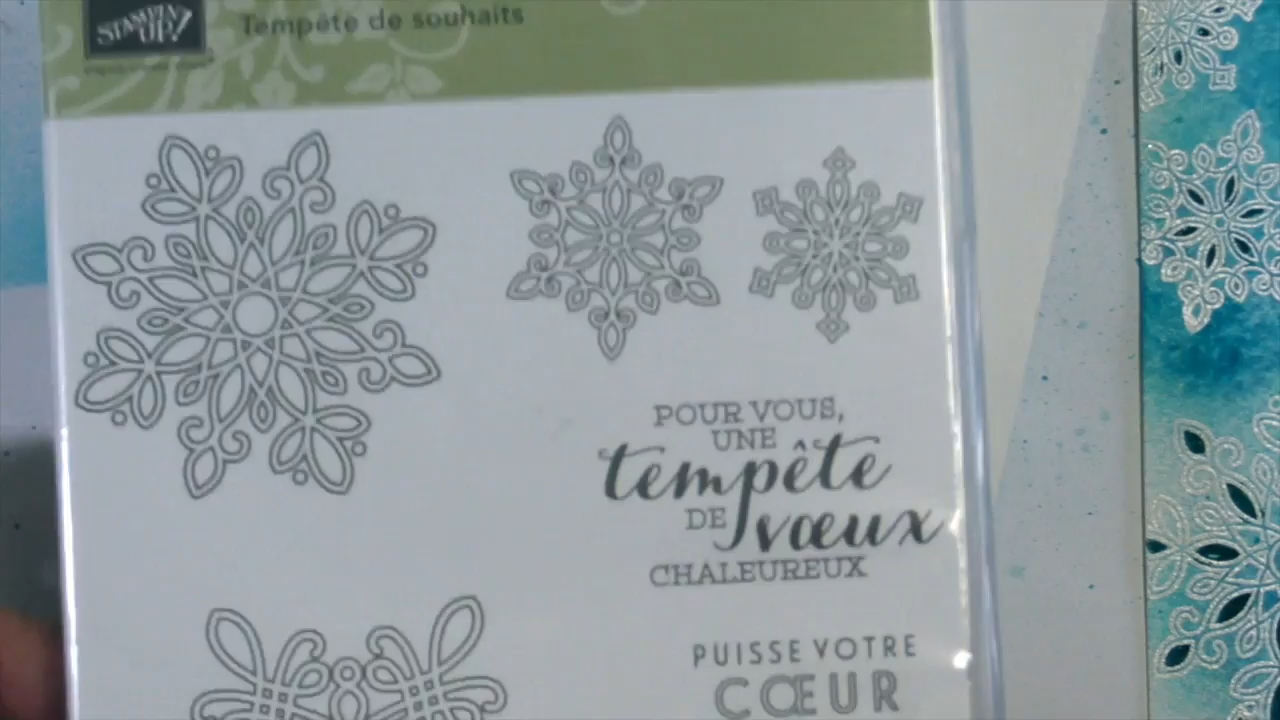 STAMPIN' UP!
Tempête de souhaits
POUR VOUS,
UNE
tempête
DE vœux
CHALEUREUX
PUISSE VOTRE
CŒUR